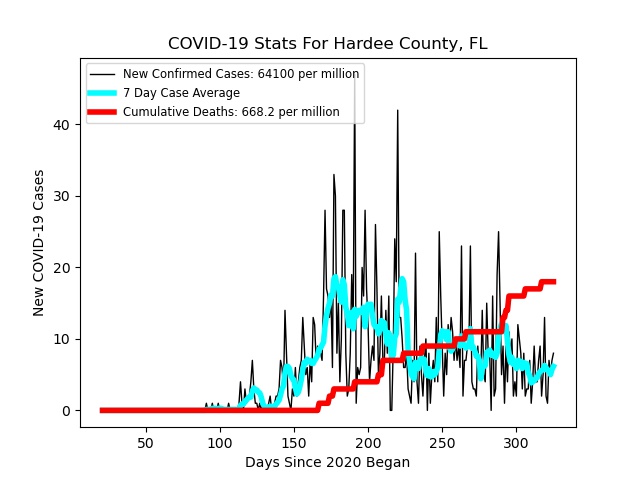 COVID-19 Stats For Hardee County, FL
New Confirmed Cases: 64100 per million
7 Day Case Average
Cumulative Deaths: 668.2 per million
New COVID-19 Cases
40
30
20
10
0
50 100 150 200 250 300
Days Since 2020 Began